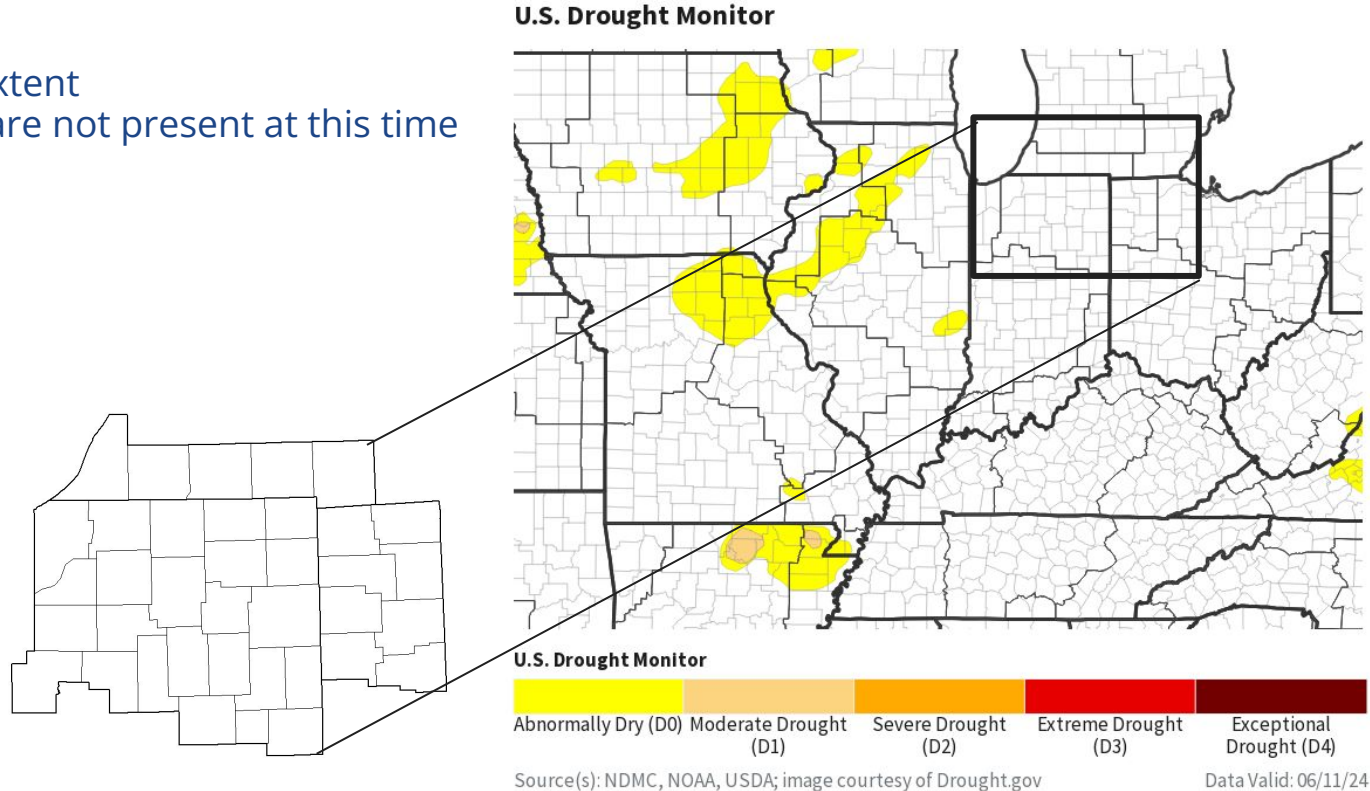 U.S. Drought Monitor
xtent
are not present at this time
U.S. Drought Monitor
Abnormally Dry (D0)
Moderate Drought
(D1)
Severe Drought
(D2)
Extreme Drought
(D3)
Exceptional
Drought (D4)
Source(s): NDMC, NOAA, USDA; image courtesy of Drought.gov
Data Valid: 06/11/24